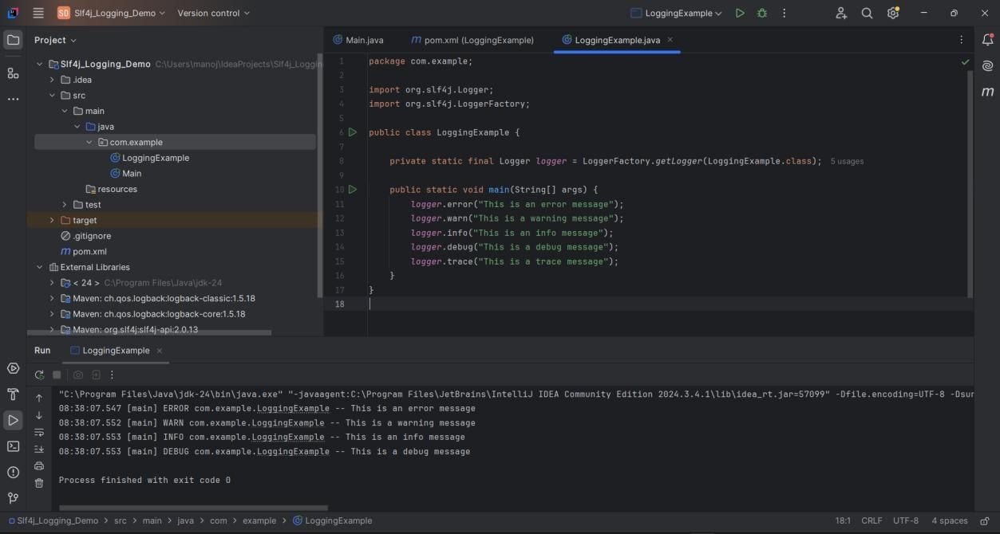 SD Slf4j_Logging_Demo Version control LoggingExample
Project
Main.java m pom.xml (LoggingExample) LoggingExample.java
Slf4j_Logging_Demo C:\Users\manoj\IdeaProjects\Slf4j_Loggin
.idea
src
main
java
com.example
LoggingExample
Main
resources
test
target
.gitignore
m pom.xml
External Libraries
< 24 > C:\Program Files\Java\jdk-24
Maven: ch.qos.logback:logback-classic:1.5.18
Maven: ch.qos.logback:logback-core:1.5.18
Maven: org.slf4j:slf4j-api:2.0.13
1 package com.example;
2
3 import org.slf4j.Logger;
4 import org.slf4j.LoggerFactory;
5
6 public class LoggingExample {
7
8 private static final Logger logger = LoggerFactory.getLogger(LoggingExample.class); 5 usages
9
10 public static void main(String[] args) {
11 logger.error("This is an error message");
12 logger.warn("This is a warning message");
13 logger.info("This is an info message");
14 logger.debug("This is a debug message");
15 logger.trace("This is a trace message");
16 }
17 }
18
m
Run LoggingExample
"C:\Program Files\Java\jdk-24\bin\java.exe" "-javaagent:C:\Program Files\JetBrains\IntelliJ IDEA Community Edition 2024.3.4.1\lib\idea_rt.jar=57099" -Dfile.encoding=UTF-8 -Dsun
08:38:07.547 [main] ERROR com.example.LoggingExample -- This is an error message
08:38:07.552 [main] WARN com.example.LoggingExample -- This is a warning message
08:38:07.553 [main] INFO com.example.LoggingExample -- This is an info message
08:38:07.553 [main] DEBUG com.example.LoggingExample -- This is a debug message
Process finished with exit code 0
Slf4j_Logging_Demo > src > main > java > com > example > LoggingExample 18:1 CRLF UTF-8 4 spaces